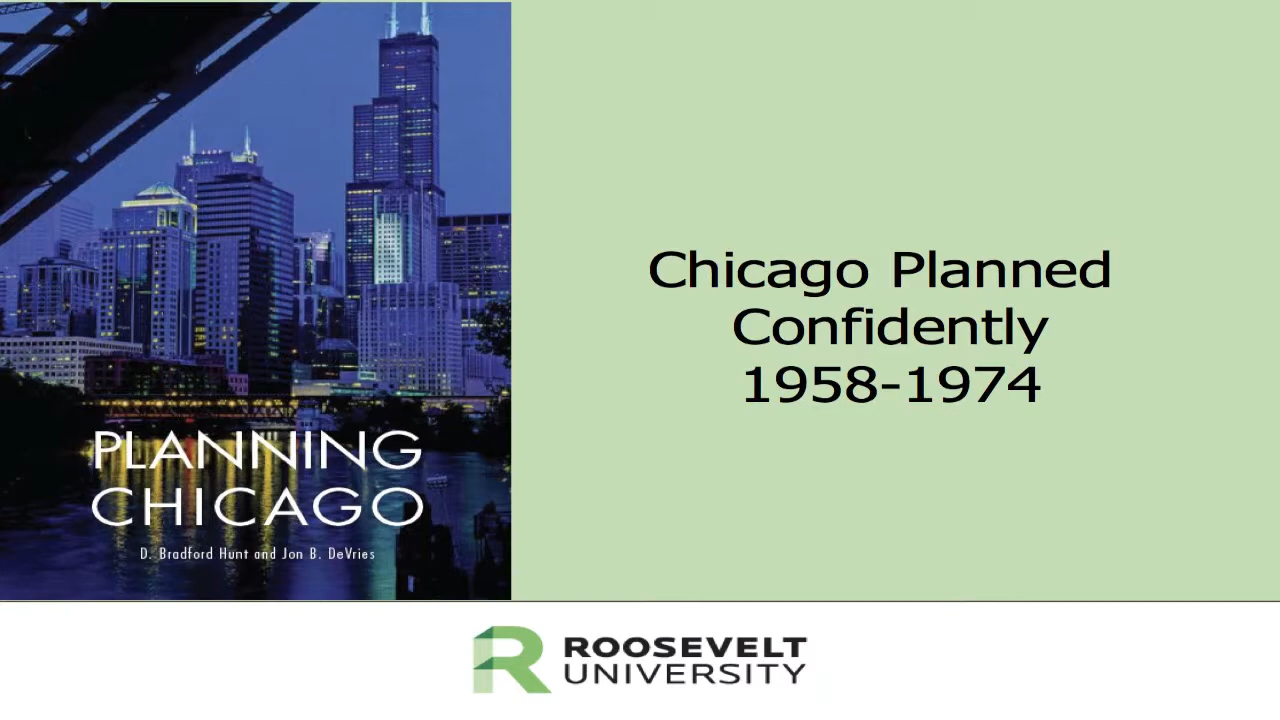 PLANNING
CHICAGO
D. Bradford Hunt and Jon B. DeVries
Chicago Planned
Confidently
1958-1974
ROOSEVELT
UNIVERSITY